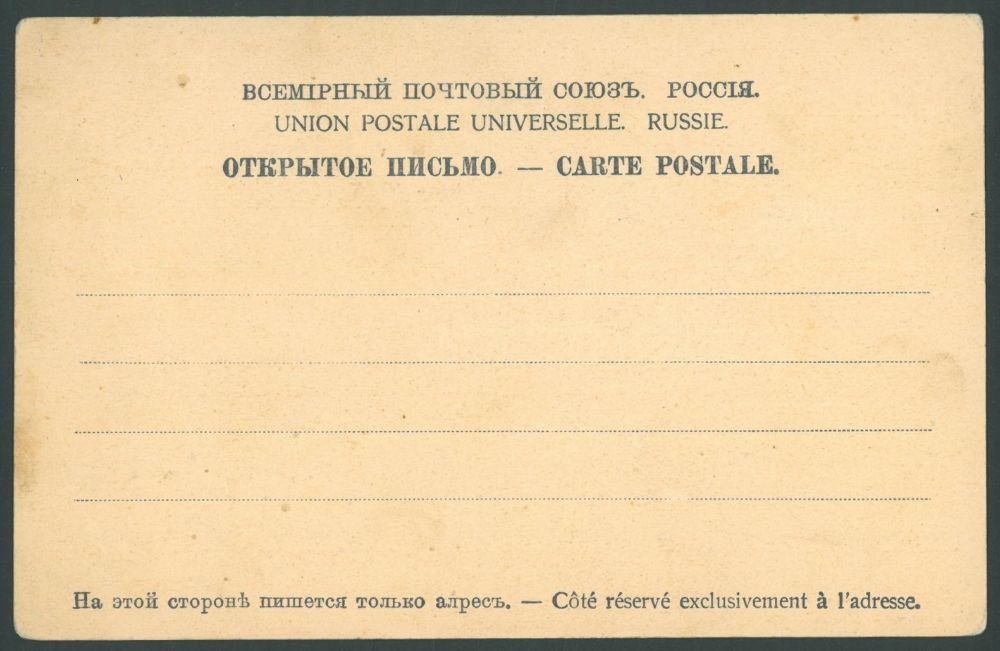 ВСЕМІРНЫЙ ПОЧТОВЫЙ СОЮЗЪ. РОССІЯ.
UNION POSTALE UNIVERSELLE. RUSSIE.
ОТКРЫТОЕ ПИСЬМО. — CARTE POSTALE.
На этой сторонѣ пишется только адресъ. — Côté réservé exclusivement à l'adresse.